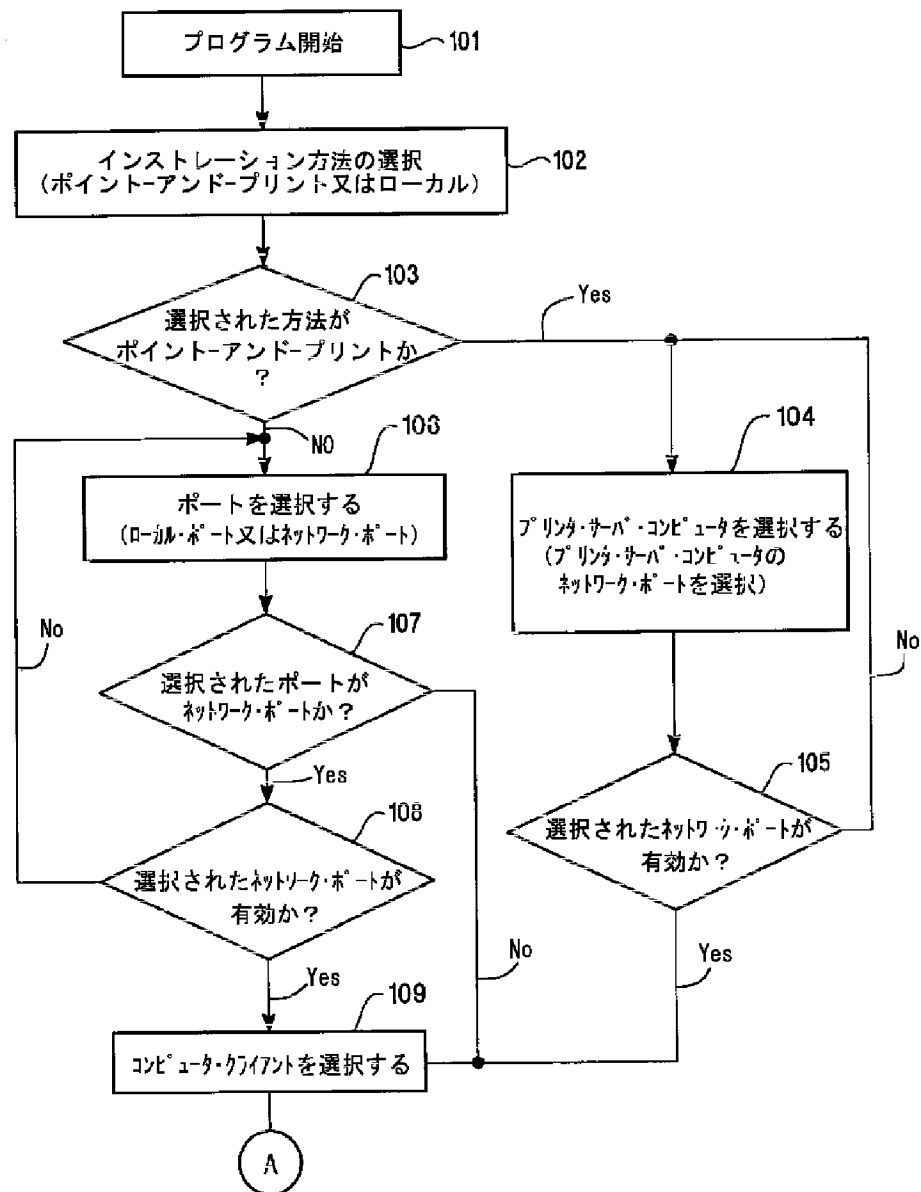 プログラム開始
101
インストレーション方法の選択
(ポイント-アンド-プリント又はローカル)
102
103
選択された方法が
ポイント-アンド-プリントか
?
Yes
NO
106
ポートを選択する
(ローカル・ポート又はネットワーク・ポート)
104
プリンタ・サーバ・コンピュータを選択する
(プリンタ・サーバ・コンピュータの
ネットワーク・ポートを選択)
No
107
選択されたポートが
ネットワーク・ポートか?
No
Yes
105
選択されたネットワーク・ポートが
有効か?
108
選択されたネットワーク・ポートが
有効か?
No
Yes
Yes
109
コンピュータ・クライアントを選択する
A